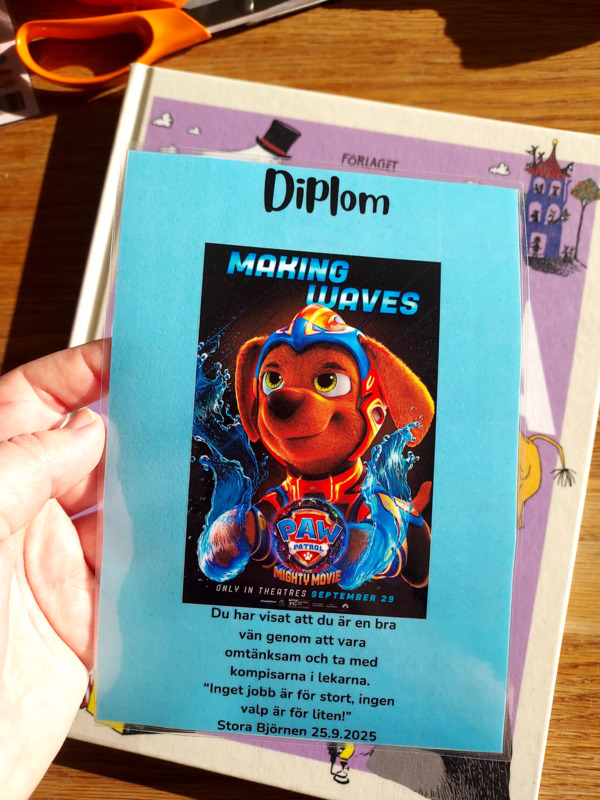 FÖRLAGET
Diplom
MAKING
WAVES
PAW
PATROL
THE
MIGHTY MOVIE
ONLY IN THEATRES SEPTEMBER 29
Du har visat att du är en bra
vän genom att vara
omtänksam och ta med
kompisarna i lekarna.
"Inget jobb är för stort, ingen
valp är för liten!"
Stora Björnen 25.9.2025